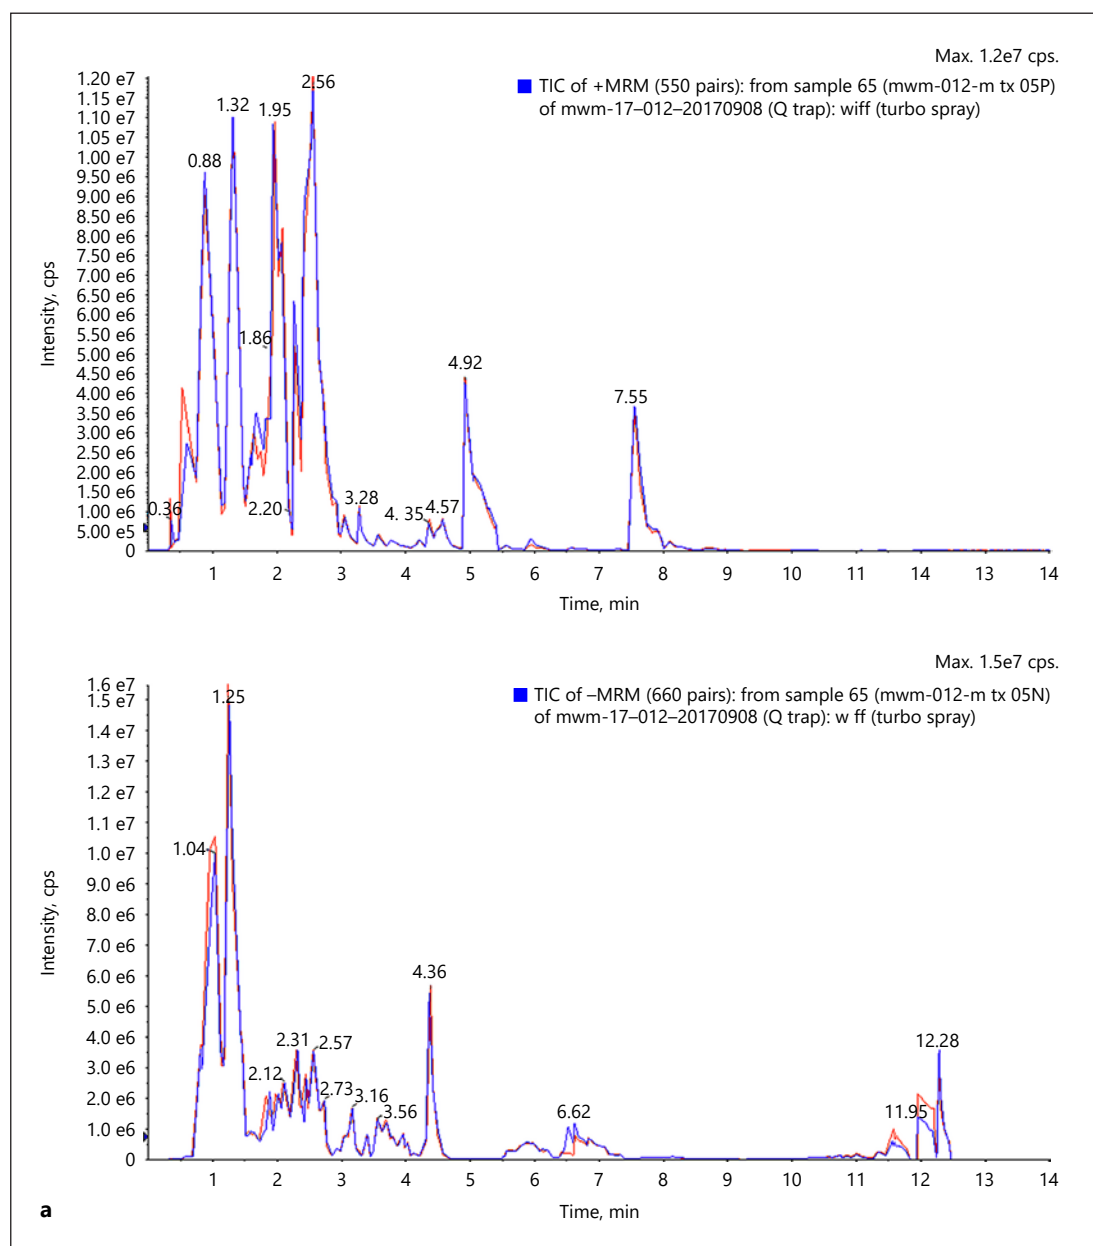 Max. 1.2e7 cps.
TIC of +MRM (550 pairs): from sample 65 (mwm-012-m tx 05P)
of mwm-17–012–20170908 (Q trap): wiff (turbo spray)
Intensity, cps
1.20 e7
1.15 e7
1.10 e7
1.05 e7
1.00 e7
9.50 e6
9.00 e6
8.50 e6
8.00 e6
7.50 e6
7.00 e6
6.50 e6
6.00 e6
5.50 e6
5.00 e6
4.50 e6
4.00 e6
3.50 e6
3.00 e6
2.50 e6
2.00 e6
1.50 e6
1.00 e6
5.00 e5
0
0.36
0.88
1.32
1.86
1.95
2.20
2.56
3.28
4. 35
4.57
4.92
7.55
1 2 3 4 5 6 7 8 9 10 11 12 13 14
Time, min
Max. 1.5e7 cps.
TIC of –MRM (660 pairs): from sample 65 (mwm-012-m tx 05N)
of mwm-17–012–20170908 (Q trap): w ff (turbo spray)
Intensity, cps
1.6 e7
1.5 e7
1.4 e7
1.3 e7
1.2 e7
1.1 e7
1.0 e7
9.0 e6
8.0 e6
7.0 e6
6.0 e6
5.0 e6
4.0 e6
3.0 e6
2.0 e6
1.0 e6
0
1.04
1.25
2.12
2.31
2.57
2.73
3.16
3.56
4.36
6.62
11.95
12.28
1 2 3 4 5 6 7 8 9 10 11 12 13 14
Time, min
a